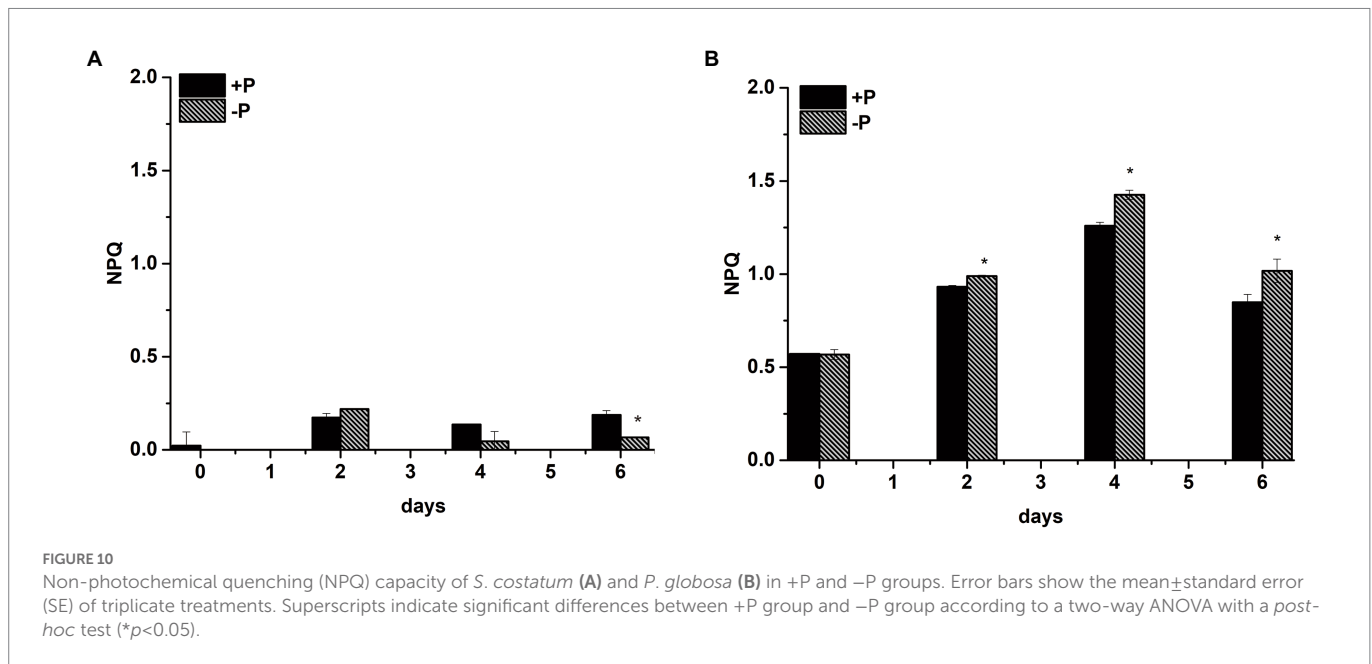 A
+P
-P
2.0
1.5
1.0
0.5
0.0
NPQ
*
0 1 2 3 4 5 6
days
B
+P
-P
2.0
1.5
1.0
0.5
0.0
NPQ
*
*
*
0 1 2 3 4 5 6
days
FIGURE 10
Non-photochemical quenching (NPQ) capacity of S. costatum (A) and P. globosa (B) in +P and −P groups. Error bars show the mean±standard error
(SE) of triplicate treatments. Superscripts indicate significant differences between +P group and −P group according to a two-way ANOVA with a post-
hoc test (*p<0.05).